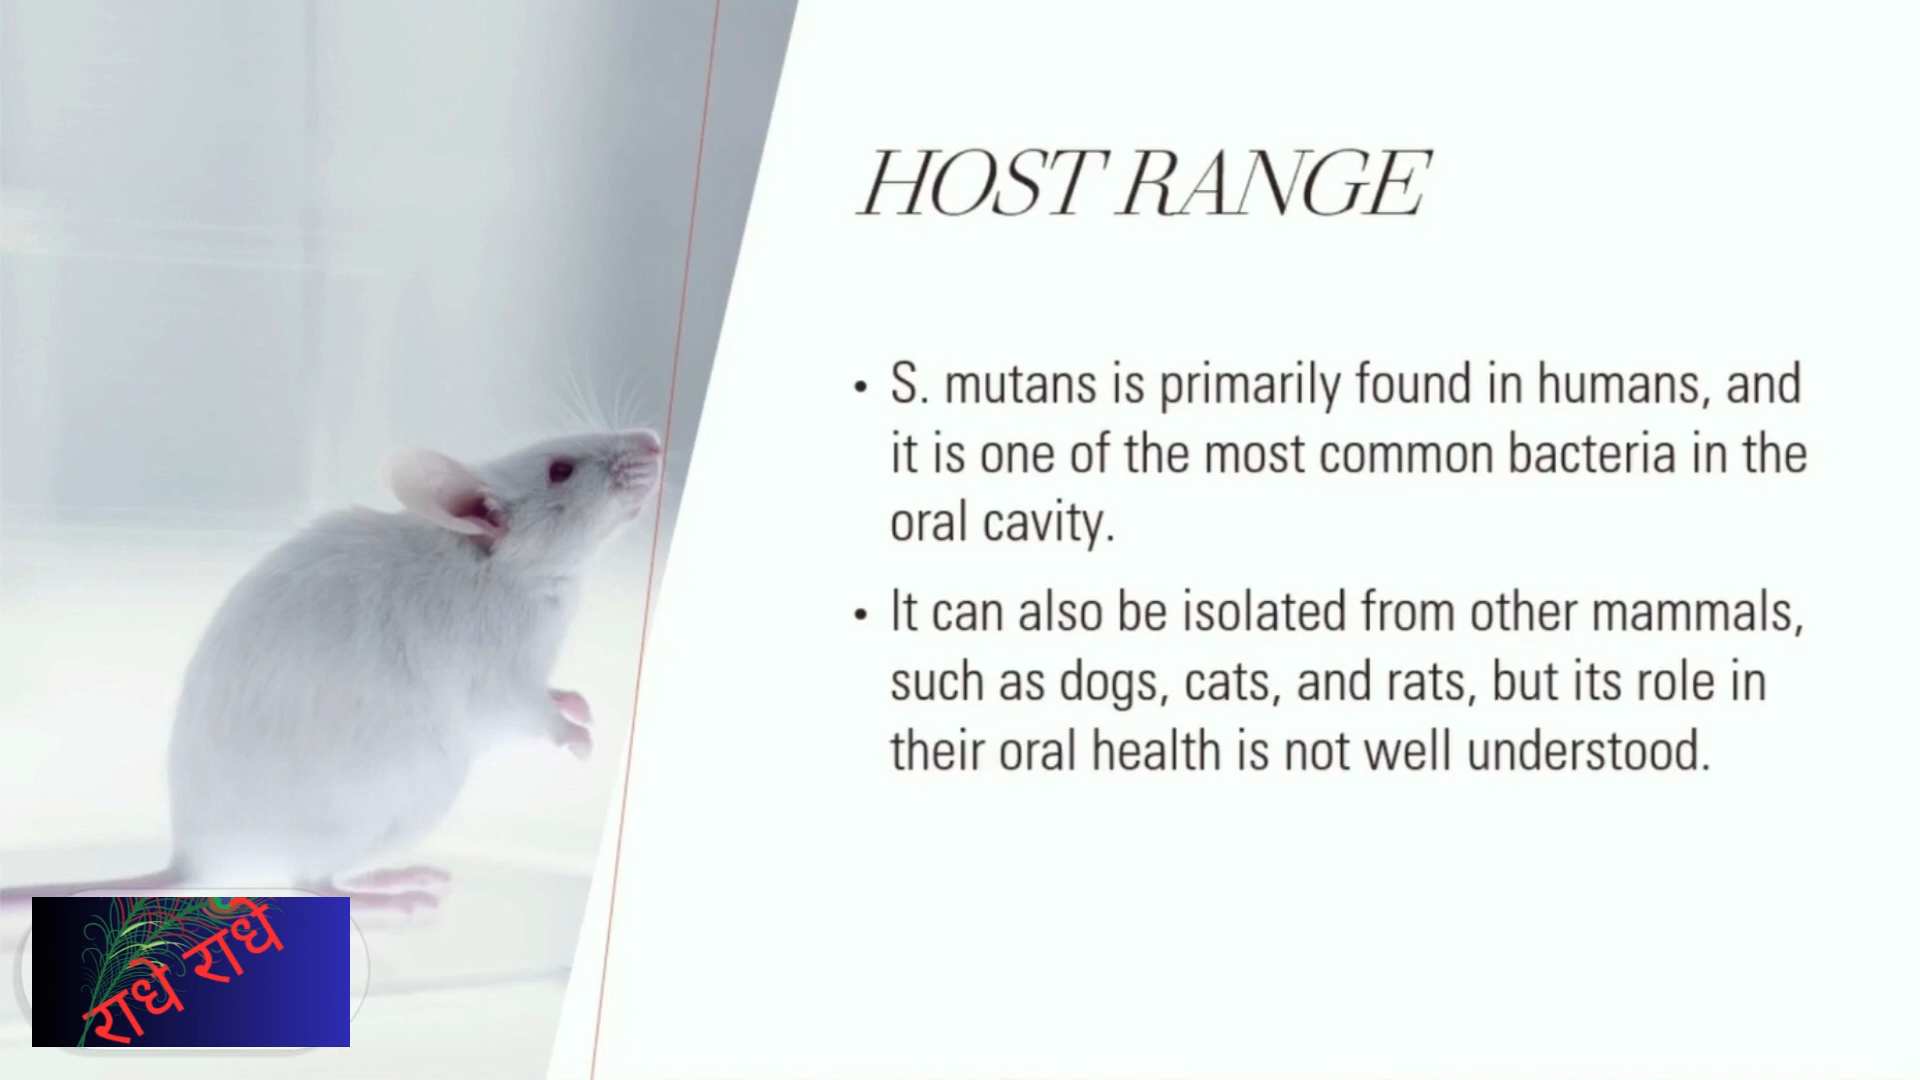 HOST RANGE
• S. mutans is primarily found in humans, and
it is one of the most common bacteria in the
oral cavity.
• It can also be isolated from other mammals,
such as dogs, cats, and rats, but its role in
their oral health is not well understood.
राधे राधे